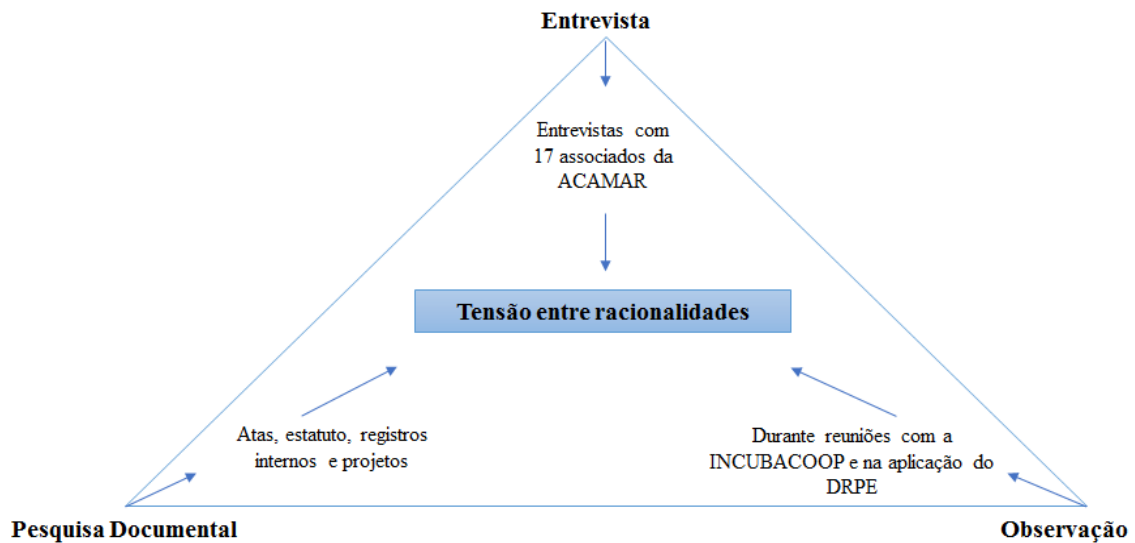 Entrevista
Entrevistas com
17 associados da
ACAMAR
Tensão entre racionalidades
Atas, estatuto, registros
internos e projetos
Durante reuniões com a
INCUBACOOP e na aplicação do
DRPE
Pesquisa Documental
Observação